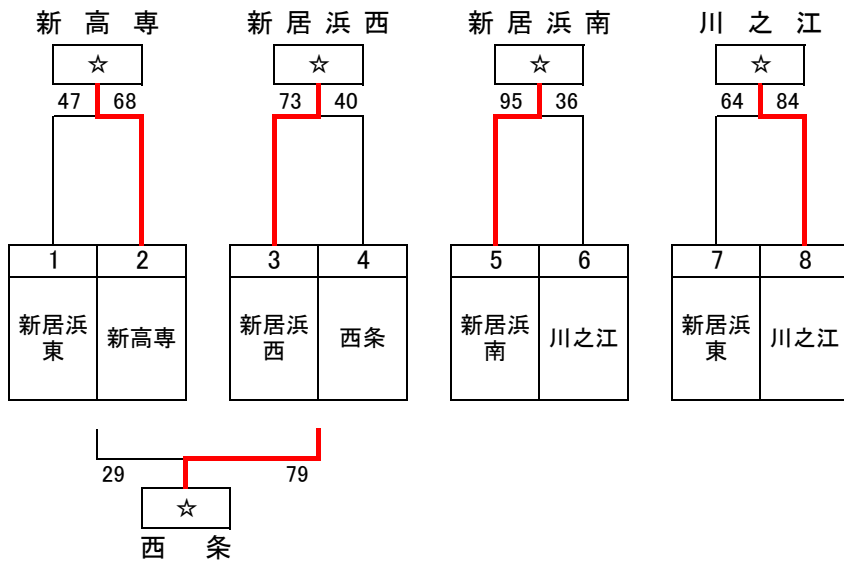 新高専 新居浜西 新居浜南 川之江
☆ ☆ ☆ ☆
47 68 73 40 95 36 64 84
1 2 3 4 5 6 7 8
新居浜東 新高専 新居浜西 西条 新居浜南 川之江 新居浜東 川之江
29 79
☆
西条